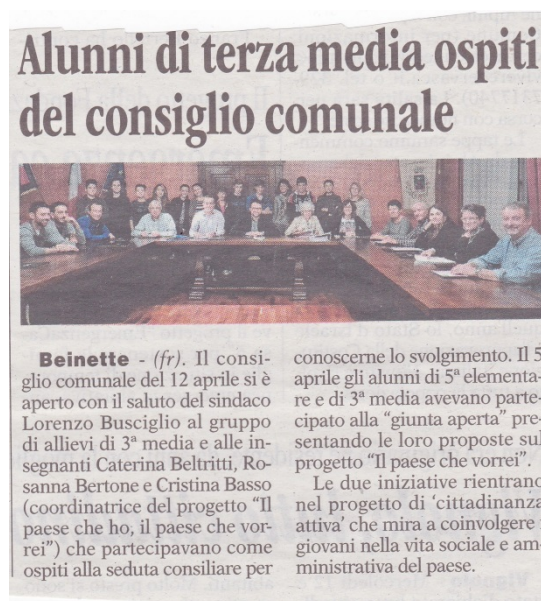 Alunni di terza media ospiti
del consiglio comunale
Beinette - (fr). Il consi-
glio comunale del 12 aprile si è
aperto con il saluto del sindaco
Lorenzo Busciglio al gruppo
di allievi di 3ª media e alle in-
segnanti Caterina Beltritti, Ro-
sanna Bertone e Cristina Basso
(coordinatrice del progetto “Il
paese che ho, il paese che vor-
rei”) che partecipavano come
ospiti alla seduta consiliare per
conoscerne lo svolgimento. Il 5
aprile gli alunni di 5ª elementa-
re e di 3ª media avevano parte-
cipato alla “giunta aperta” pre-
sentando le loro proposte sul
progetto “Il paese che vorrei”.
Le due iniziative rientrano
nel progetto di ‘cittadinanza
attiva’ che mira a coinvolgere
giovani nella vita sociale e am-
ministrativa del paese.